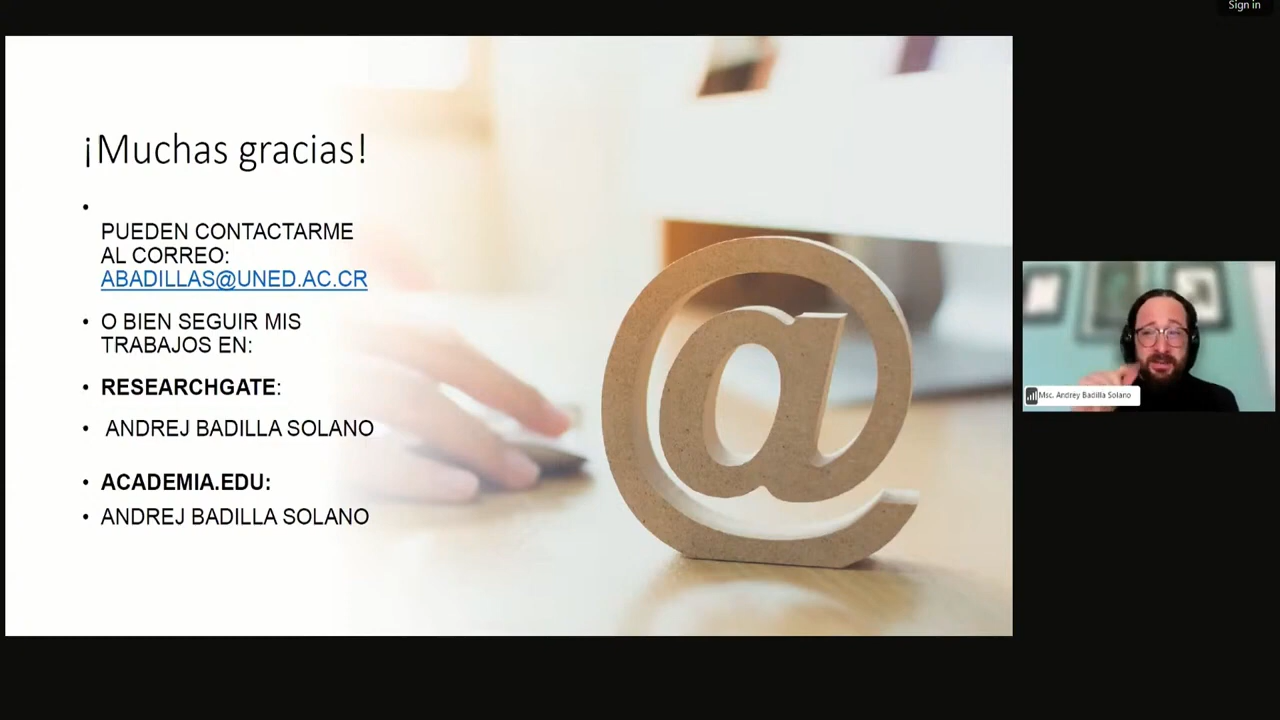 Sign in
¡Muchas gracias!
•
PUEDEN CONTACTARME
AL CORREO:
ABADILLAS@UNED.AC.CR
• O BIEN SEGUIR MIS
TRABAJOS EN:
• RESEARCHGATE:
• ANDREJ BADILLA SOLANO
• ACADEMIA.EDU:
• ANDREJ BADILLA SOLANO
Msc. Andrey Badilla Solano